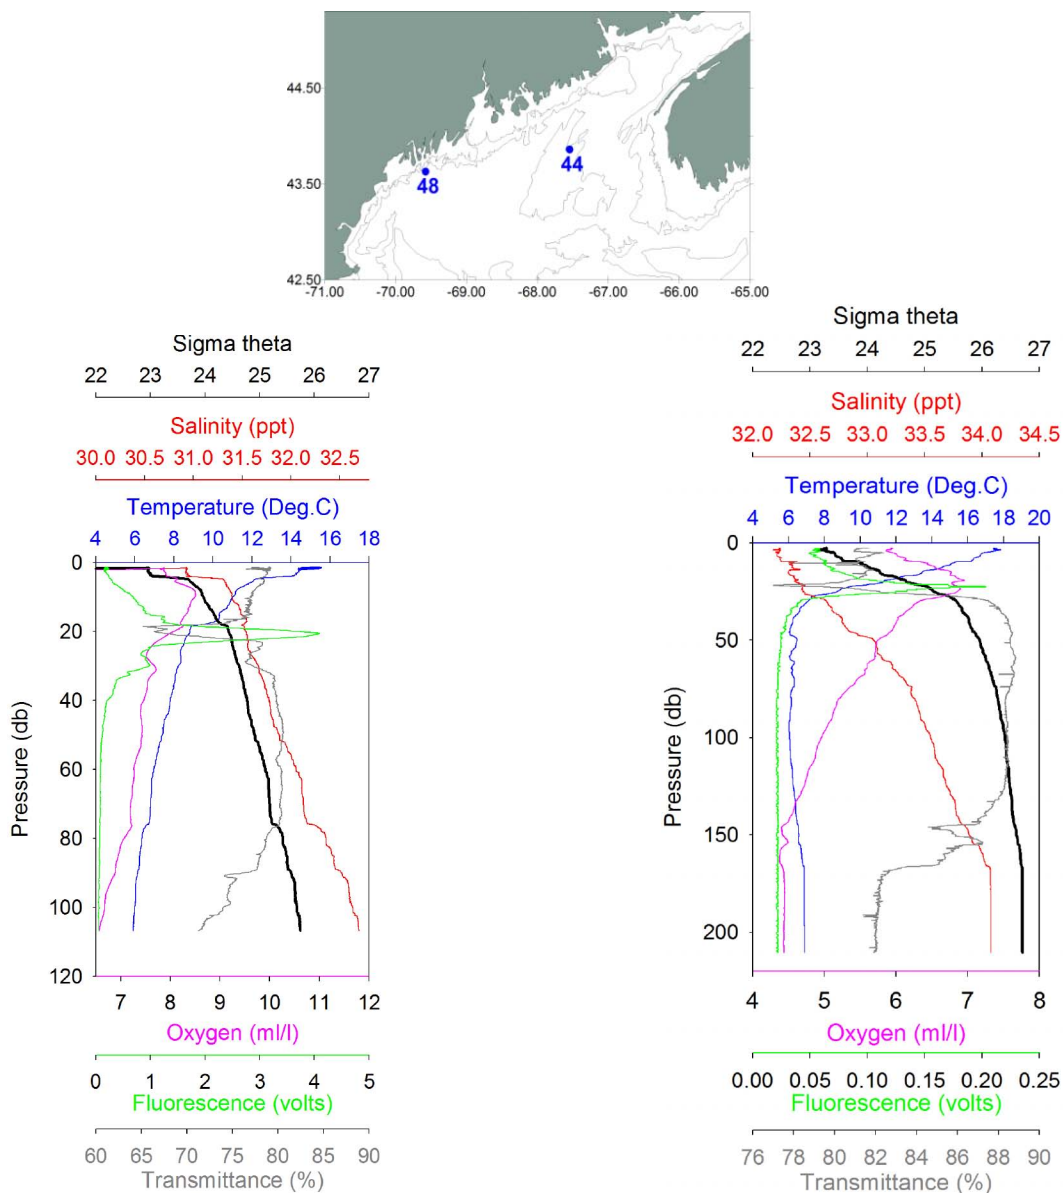 44.50
43.50
42.50
44
48
-71.00 -70.00 -69.00 -68.00 -67.00 -66.00 -65.00
Sigma theta
22 23 24 25 26 27
Salinity (ppt)
30.0 30.5 31.0 31.5 32.0 32.5
Temperature (Deg.C)
4 6 8 10 12 14 16 18
0
20
40
60
80
100
120
Pressure (db)
7 8 9 10 11 12
Oxygen (ml/l)
0 1 2 3 4 5
Fluorescence (volts)
60 65 70 75 80 85 90
Transmittance (%)
Sigma theta
22 23 24 25 26 27
Salinity (ppt)
32.0 32.5 33.0 33.5 34.0 34.5
Temperature (Deg.C)
4 6 8 10 12 14 16 18 20
0
50
100
150
200
Pressure (db)
4 5 6 7 8
Oxygen (ml/l)
0.00 0.05 0.10 0.15 0.20 0.25
Fluorescence (volts)
76 78 80 82 84 86 88 90
Transmittance (%)